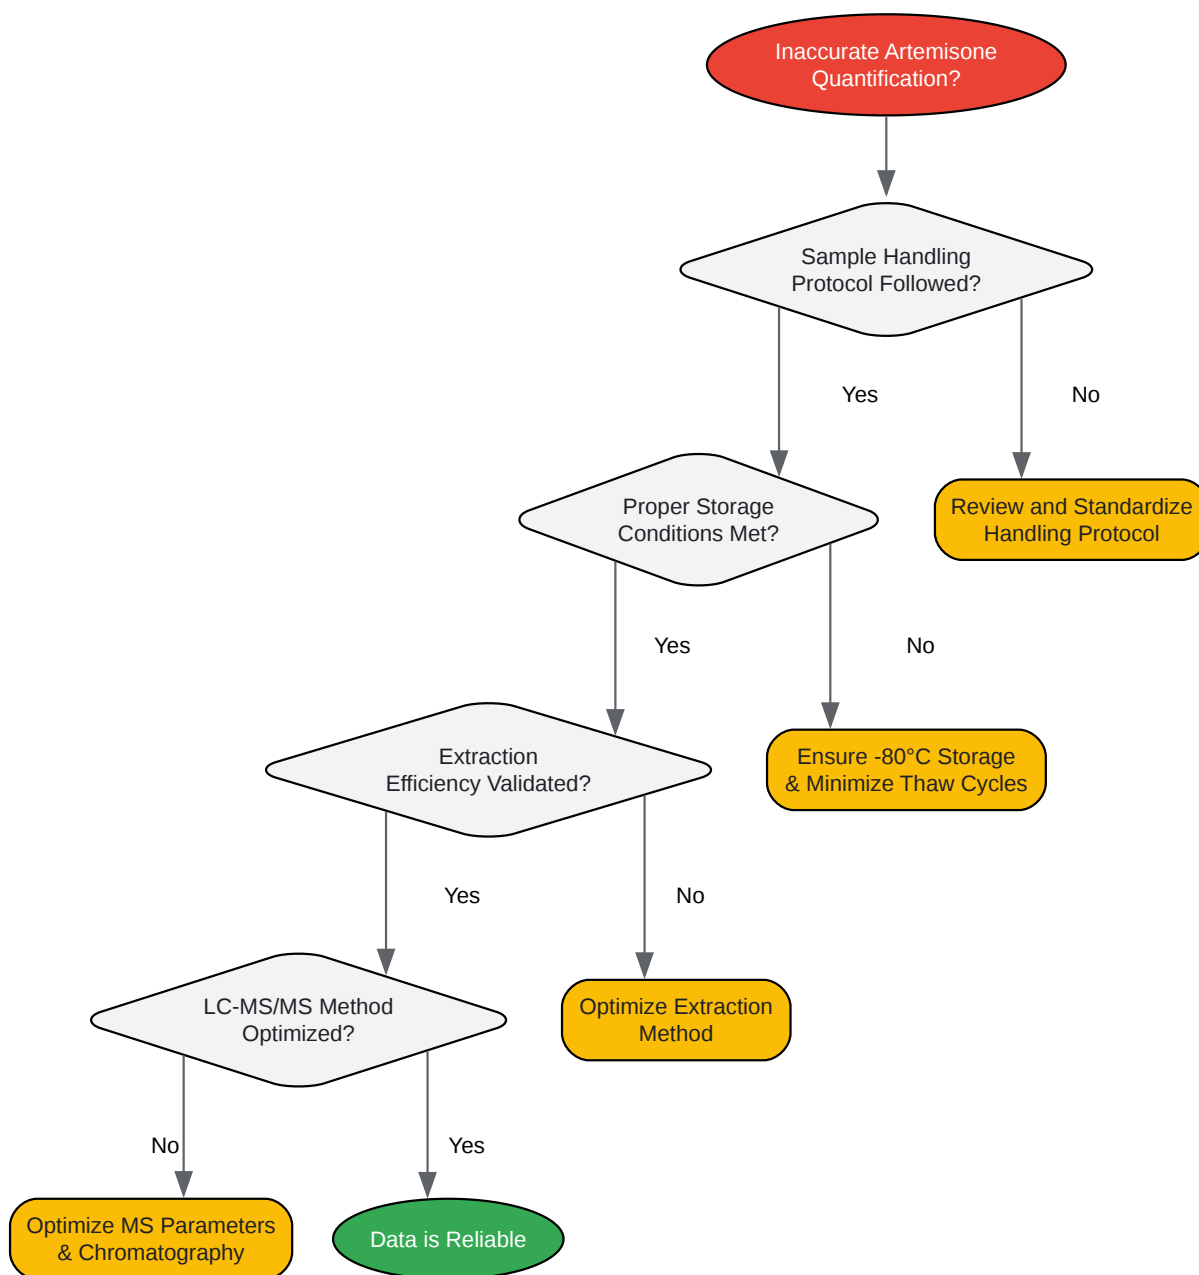 Inaccurate Artemisone
Quantification?
Sample Handling
Protocol Followed?
Yes
No
Proper Storage
Conditions Met?
Review and Standardize
Handling Protocol
Yes
No
Extraction
Efficiency Validated?
Ensure -80°C Storage
& Minimize Thaw Cycles
Yes
No
LC-MS/MS Method
Optimized?
Optimize Extraction
Method
No
Yes
Optimize MS Parameters
& Chromatography
Data is Reliable